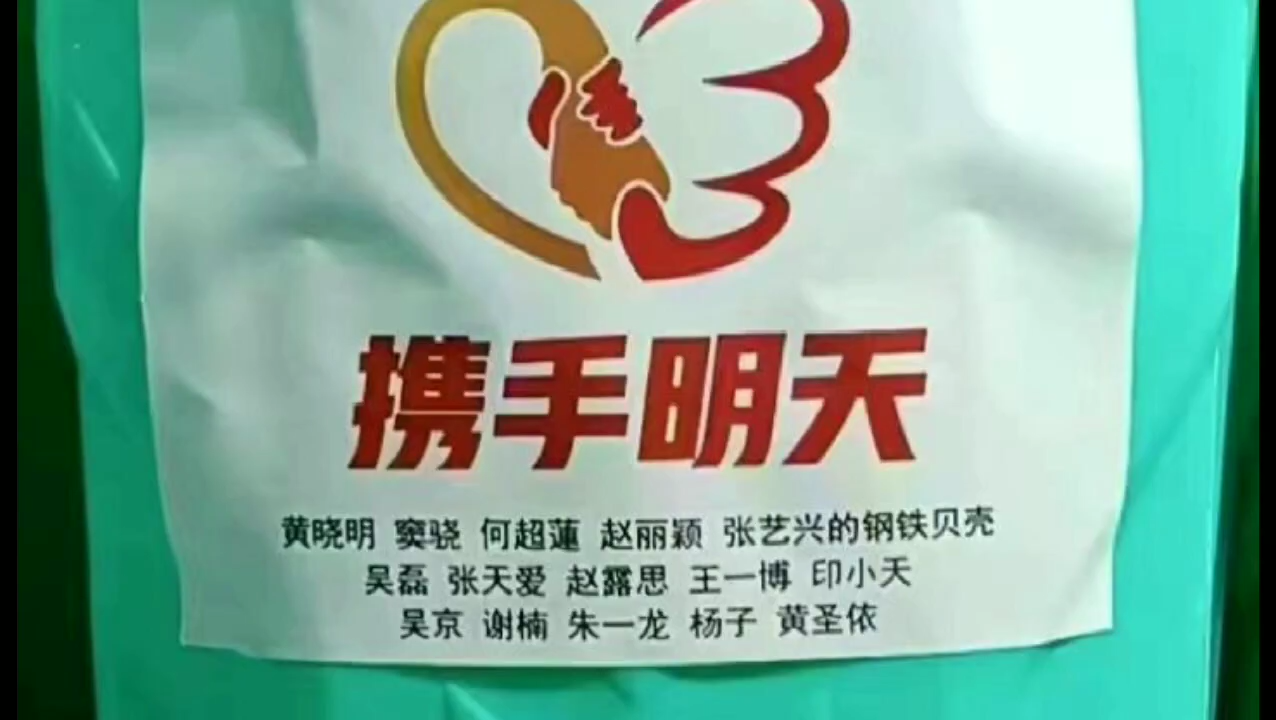 携手明天
黄晓明 窦骁 何超蓮 赵丽颖 张艺兴的钢铁贝壳
吴磊 张天爱 赵露思 王一博 印小天
吴京 谢楠 朱一龙 杨子 黄圣依